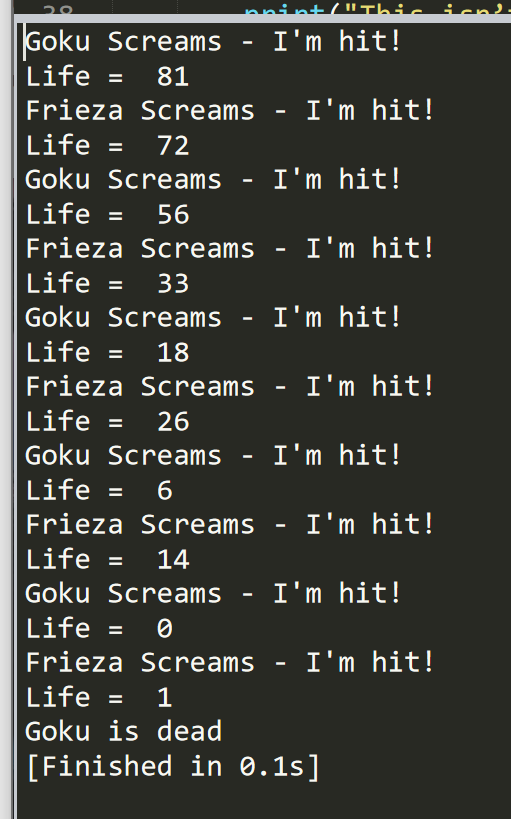 38 print("This isn't
Goku Screams - I'm hit!
Life =  81
Frieza Screams - I'm hit!
Life =  72
Goku Screams - I'm hit!
Life =  56
Frieza Screams - I'm hit!
Life =  33
Goku Screams - I'm hit!
Life =  18
Frieza Screams - I'm hit!
Life =  26
Goku Screams - I'm hit!
Life =  6
Frieza Screams - I'm hit!
Life =  14
Goku Screams - I'm hit!
Life =  0
Frieza Screams - I'm hit!
Life =  1
Goku is dead
[Finished in 0.1s]